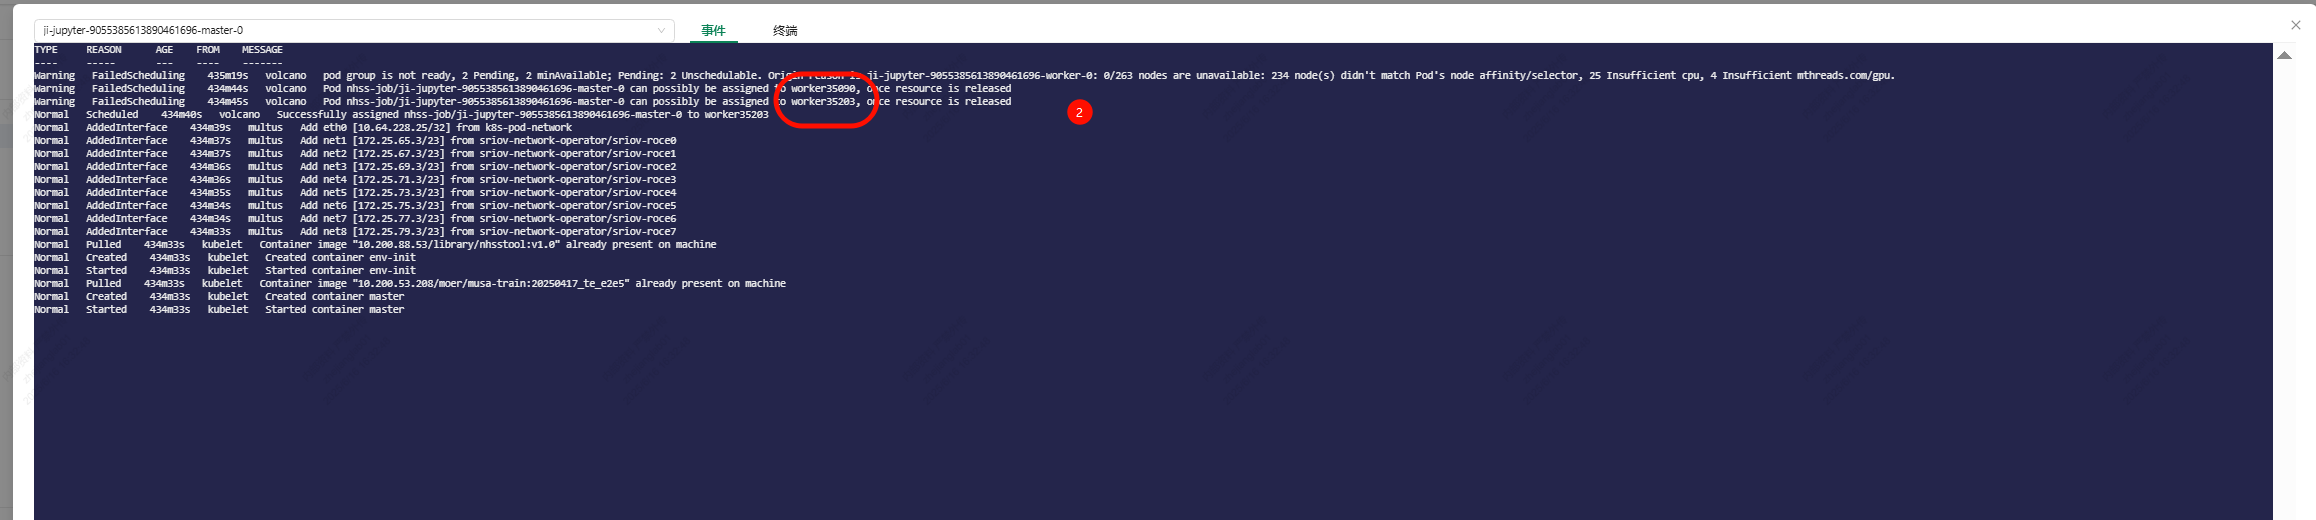 ji-jupyter-9055385613890461696-master-0 事件 终端
TYPE REASON AGE FROM MESSAGE
---- ------ --- ---- -------
Warning FailedScheduling 435m19s volcano pod group is not ready, 2 Pending, 2 minAvailable; Pending: 2 Unschedulable. Origin reason is ji-jupyter-9055385613890461696-worker-0: 0/263 nodes are unavailable: 234 node(s) didn't match Pod's node affinity/selector, 25 Insufficient cpu, 4 Insufficient mthreads.com/gpu.
Warning FailedScheduling 434m44s volcano Pod nhss-job/ji-jupyter-9055385613890461696-master-0 can possibly be assigned to worker35090, once resource is released
Warning FailedScheduling 434m45s volcano Pod nhss-job/ji-jupyter-9055385613890461696-master-0 can possibly be assigned to worker35203, once resource is released
2
Normal Scheduled 434m40s volcano Successfully assigned nhss-job/ji-jupyter-9055385613890461696-master-0 to worker35203
Normal AddedInterface 434m39s multus Add eth0 [10.64.228.25/32] from k8s-pod-network
Normal AddedInterface 434m37s multus Add net1 [172.25.65.3/23] from sriov-network-operator/sriov-roce0
Normal AddedInterface 434m37s multus Add net2 [172.25.67.3/23] from sriov-network-operator/sriov-roce1
Normal AddedInterface 434m36s multus Add net3 [172.25.69.3/23] from sriov-network-operator/sriov-roce2
Normal AddedInterface 434m36s multus Add net4 [172.25.71.3/23] from sriov-network-operator/sriov-roce3
Normal AddedInterface 434m35s multus Add net5 [172.25.73.3/23] from sriov-network-operator/sriov-roce4
Normal AddedInterface 434m34s multus Add net6 [172.25.75.3/23] from sriov-network-operator/sriov-roce5
Normal AddedInterface 434m34s multus Add net7 [172.25.77.3/23] from sriov-network-operator/sriov-roce6
Normal AddedInterface 434m33s multus Add net8 [172.25.79.3/23] from sriov-network-operator/sriov-roce7
Normal Pulled 434m33s kubelet Container image "10.200.88.53/library/nhsstool:v1.0" already present on machine
Normal Created 434m33s kubelet Created container env-init
Normal Started 434m33s kubelet Started container env-init
Normal Pulled 434m33s kubelet Container image "10.200.53.208/moer/musa-train:20250417_te_e2e5" already present on machine
Normal Created 434m33s kubelet Created container master
Normal Started 434m33s kubelet Started container master